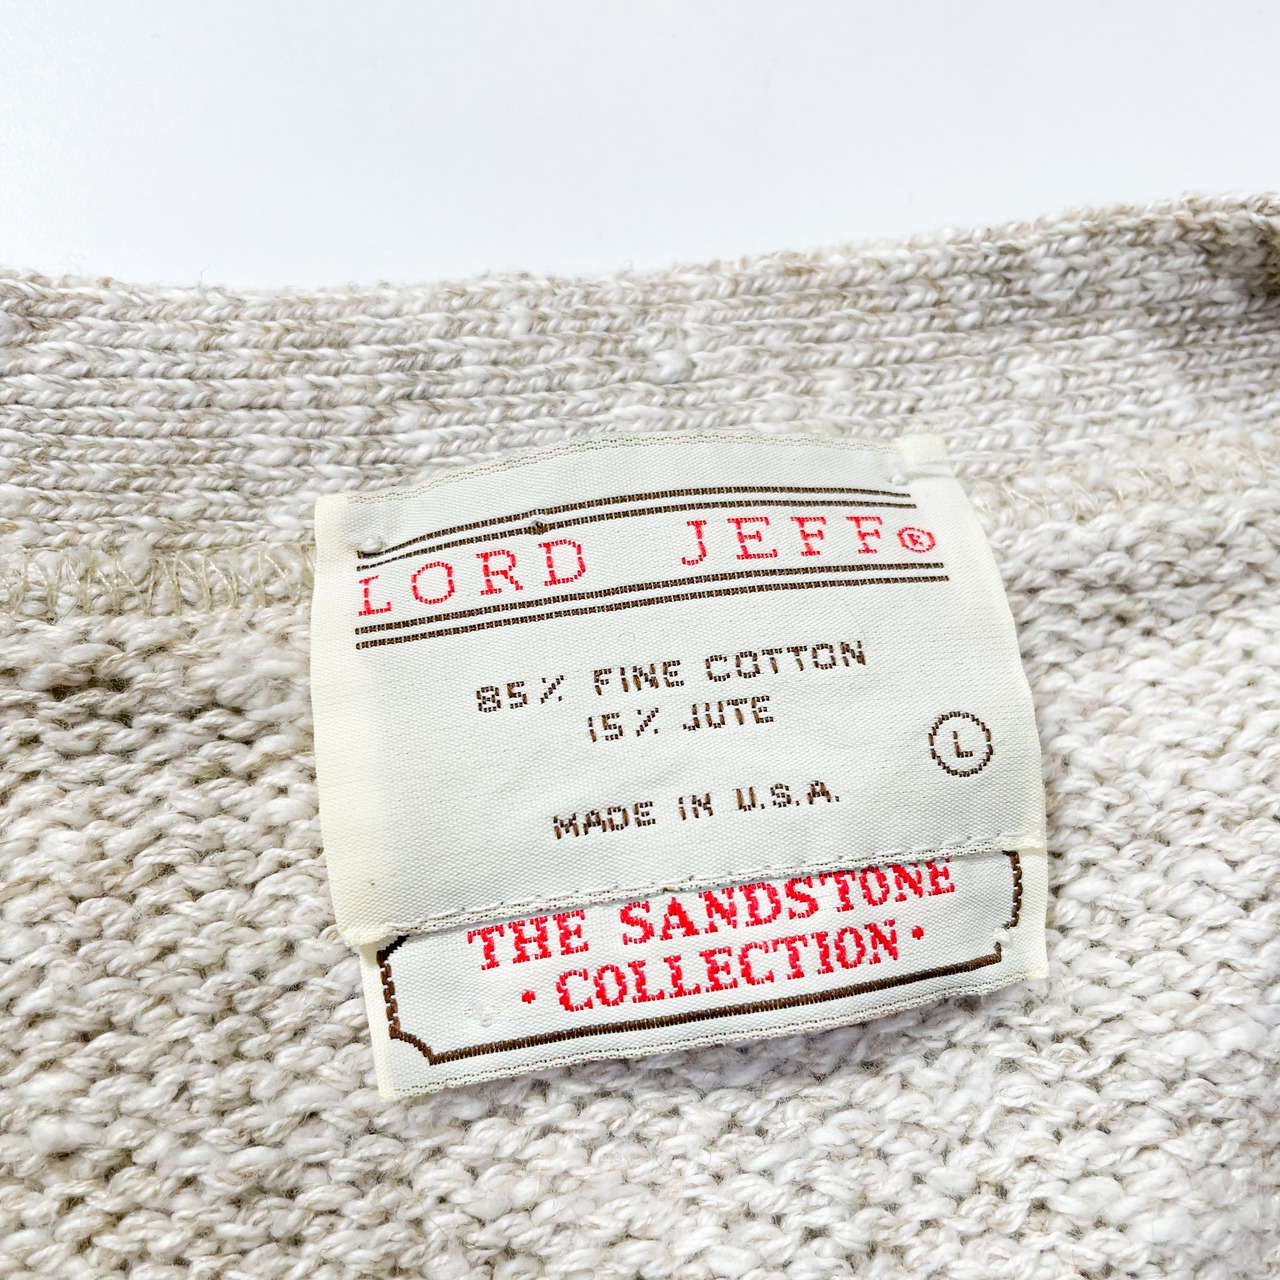 LORD JEFF®
85% FINE COTTON
15% JUTE
L
MADE IN U.S.A.
THE SANDSTONE
• COLLECTION •